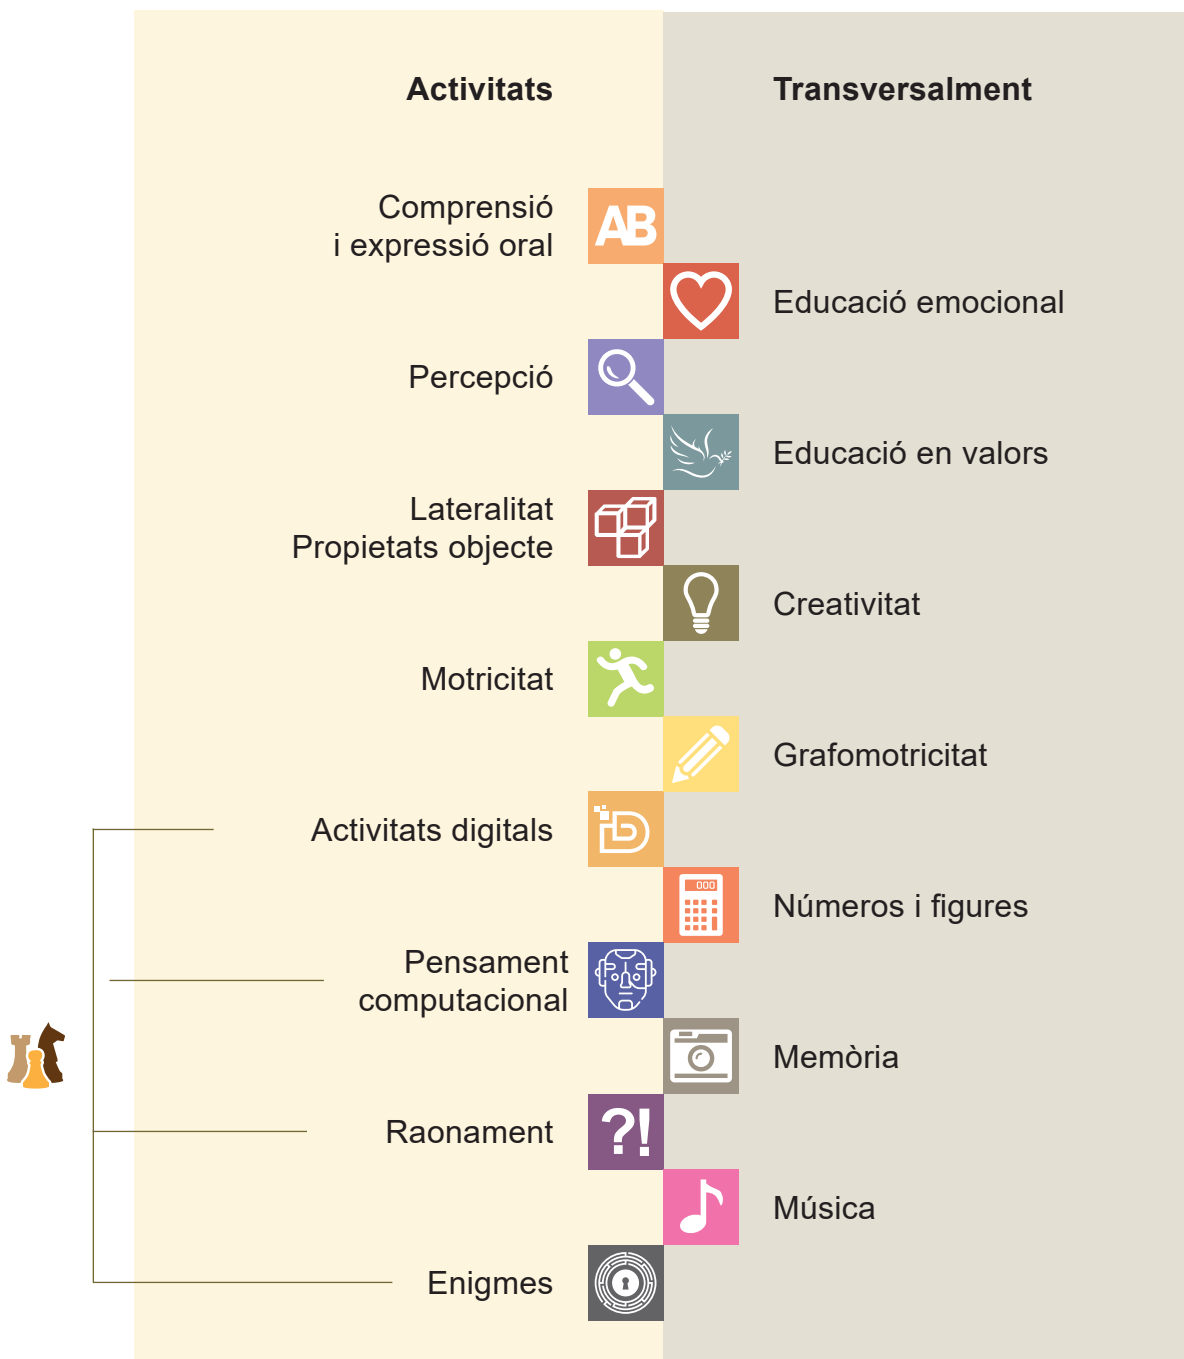 Activitats
Transversalment
Comprensió
i expressió oral
AB
Educació emocional
Percepció
Educació en valors
Lateralitat
Propietats objecte
Creativitat
Motricitat
Grafomotricitat
Activitats digitals
000
Números i figures
Pensament
computacional
Memòria
Raonament
?!
Música
Enigmes